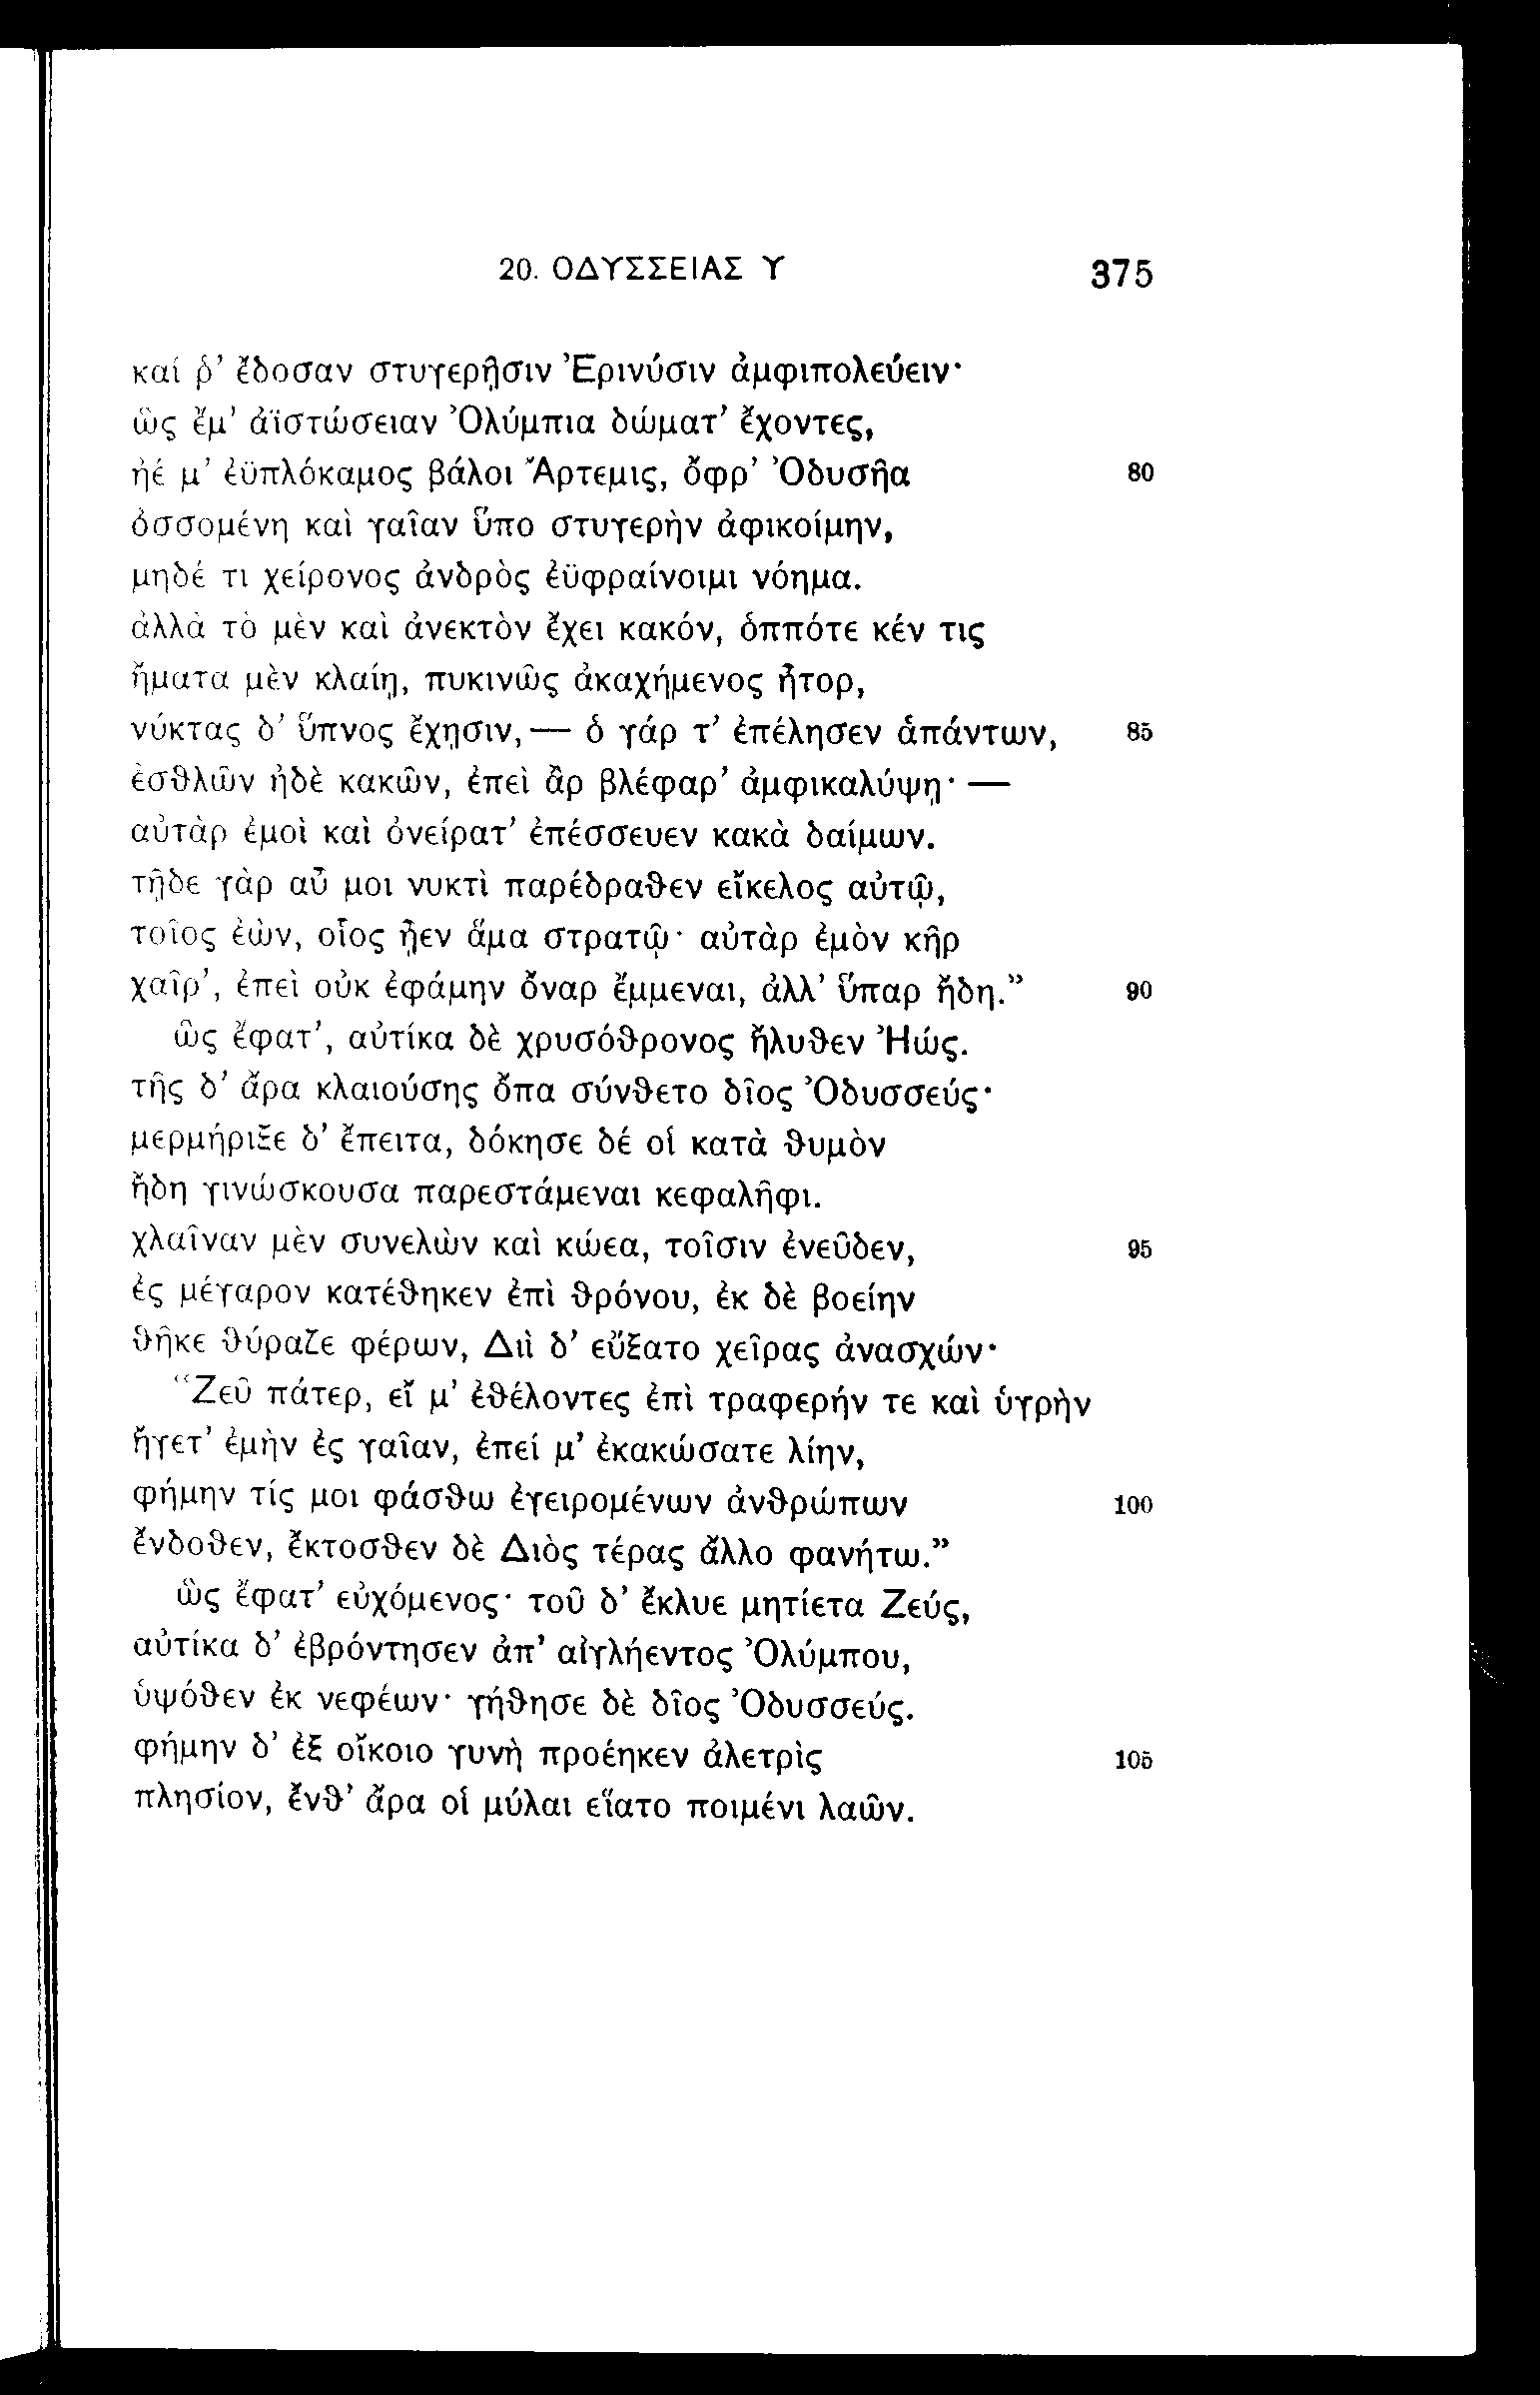 20. ΟΔΥΣΣΕΙΑΣ Υ 375
καί ῥ’ ἔδοσαν στυγερῇσιν Ἐρινύσιν ἀμφιπολεύειν·
ὣς ἔμ’ ἀϊστώσειαν Ὀλύμπια δώματ’ ἔχοντες,
ἠέ μ’ ἐϋπλόκαμος βάλοι Ἄρτεμις, ὄφρ’ Ὀδυσῆα 80
ὀσσομένη καὶ γαῖαν ὕπο στυγερὴν ἀφικοίμην,
μηδέ τι χείρονος ἀνδρὸς ἐϋφραίνοιμι νόημα.
ἀλλὰ τὸ μὲν καὶ ἀνεκτὸν ἔχει κακόν, ὁππότε κέν τις
ἤματα μὲν κλαίῃ, πυκινῶς ἀκαχήμενος ἦτορ,
νύκτας δ’ ὕπνος ἔχῃσιν, — ὁ γάρ τ’ ἐπέλησεν ἁπάντων, 85
ἐσθλῶν ἠδὲ κακῶν, ἐπεὶ ἂρ βλέφαρ’ ἀμφικαλύψῃ· —
αὐτὰρ ἐμοὶ καὶ ὀνείρατ’ ἐπέσσευεν κακὰ δαίμων.
τῇδε γὰρ αὖ μοι νυκτὶ παρέδραθεν εἴκελος αὐτῷ,
τοῖος ἐὼν, οἷος ᾖεν ἅμα στρατῷ· αὐτὰρ ἐμὸν κῆρ
χαῖρ’, ἐπεὶ οὐκ ἐφάμην ὄναρ ἔμμεναι, ἀλλ’ ὕπαρ ἤδη.” 90
ὣς ἔφατ’, αὐτίκα δὲ χρυσόθρονος ἤλυθεν Ἠώς.
τῆς δ’ ἄρα κλαιούσης ὄπα σύνθετο δῖος Ὀδυσσεύς·
μερμήριξε δ’ ἔπειτα, δόκησε δέ οἱ κατὰ θυμὸν
ἤδη γινώσκουσα παρεστάμεναι κεφαλῆφι.
χλαῖναν μὲν συνελὼν καὶ κώεα, τοῖσιν ἐνεῦδεν, 95
ἐς μέγαρον κατέθηκεν ἐπὶ θρόνου, ἐκ δὲ βοείην
θῆκε θύραζε φέρων, Διὶ δ’ εὔξατο χεῖρας ἀνασχών·
“Ζεῦ πάτερ, εἴ μ’ ἐθέλοντες ἐπὶ τραφερήν τε καὶ ὑγρὴν
ἤγετ’ ἐμὴν ἐς γαῖαν, ἐπεί μ’ ἐκακώσατε λίην,
φήμην τίς μοι φάσθω ἐγειρομένων ἀνθρώπων 100
ἔνδοθεν, ἔκτοσθεν δὲ Διὸς τέρας ἄλλο φανήτω.”
ὣς ἔφατ’ εὐχόμενος· τοῦ δ’ ἔκλυε μητίετα Ζεύς,
αὐτίκα δ’ ἐβρόντησεν ἀπ’ αἰγλήεντος Ὀλύμπου,
ὑψόθεν ἐκ νεφέων· γήθησε δὲ δῖος Ὀδυσσεύς.
φήμην δ’ ἐξ οἴκοιο γυνὴ προέηκεν ἀλετρὶς 105
πλησίον, ἔνθ’ ἄρα οἱ μύλαι εἵατο ποιμένι λαῶν.